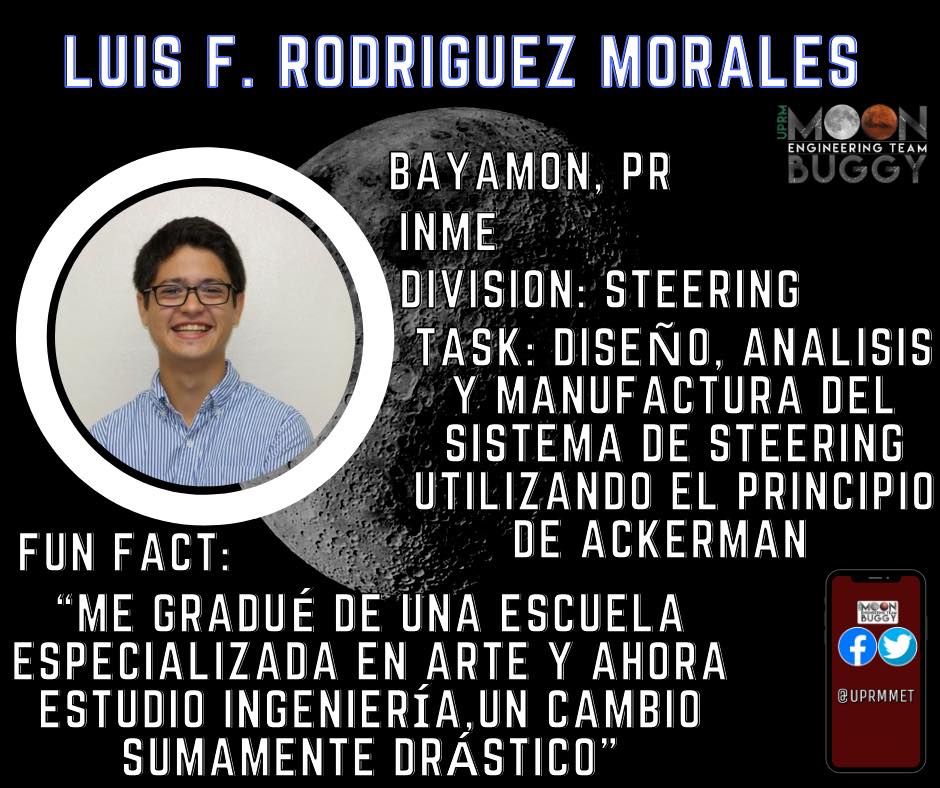 LUIS F. RODRIGUEZ MORALES
UPRM
MOON
ENGINEERING TEAM
BUGGY
BAYAMON, PR
INME
DIVISION: STEERING
TASK: DISEÑO, ANALISIS
Y MANUFACTURA DEL
SISTEMA DE STEERING
UTILIZANDO EL PRINCIPIO
DE ACKERMAN
FUN FACT:
“ME GRADUÉ DE UNA ESCUELA
ESPECIALIZADA EN ARTE Y AHORA
ESTUDIO INGENIERÍA,UN CAMBIO
SUMAMENTE DRÁSTICO”
MOON
ENGINEERING TEAM
BUGGY
@UPRMMET